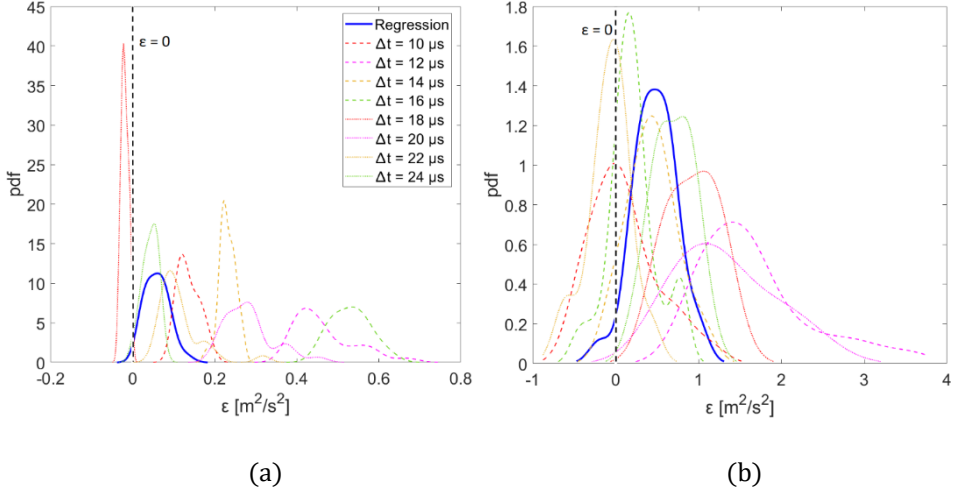 45
40
35
30
25
20
15
10
5
0
pdf
-0.2
0
0.2
0.4
0.6
0.8
ε [m²/s²]
ε = 0
Regression
Δt = 10 μs
Δt = 12 μs
Δt = 14 μs
Δt = 16 μs
Δt = 18 μs
Δt = 20 μs
Δt = 22 μs
Δt = 24 μs
(a)
1.8
1.6
1.4
1.2
1
0.8
0.6
0.4
0.2
0
pdf
-1
0
1
2
3
4
ε [m²/s²]
ε = 0
(b)